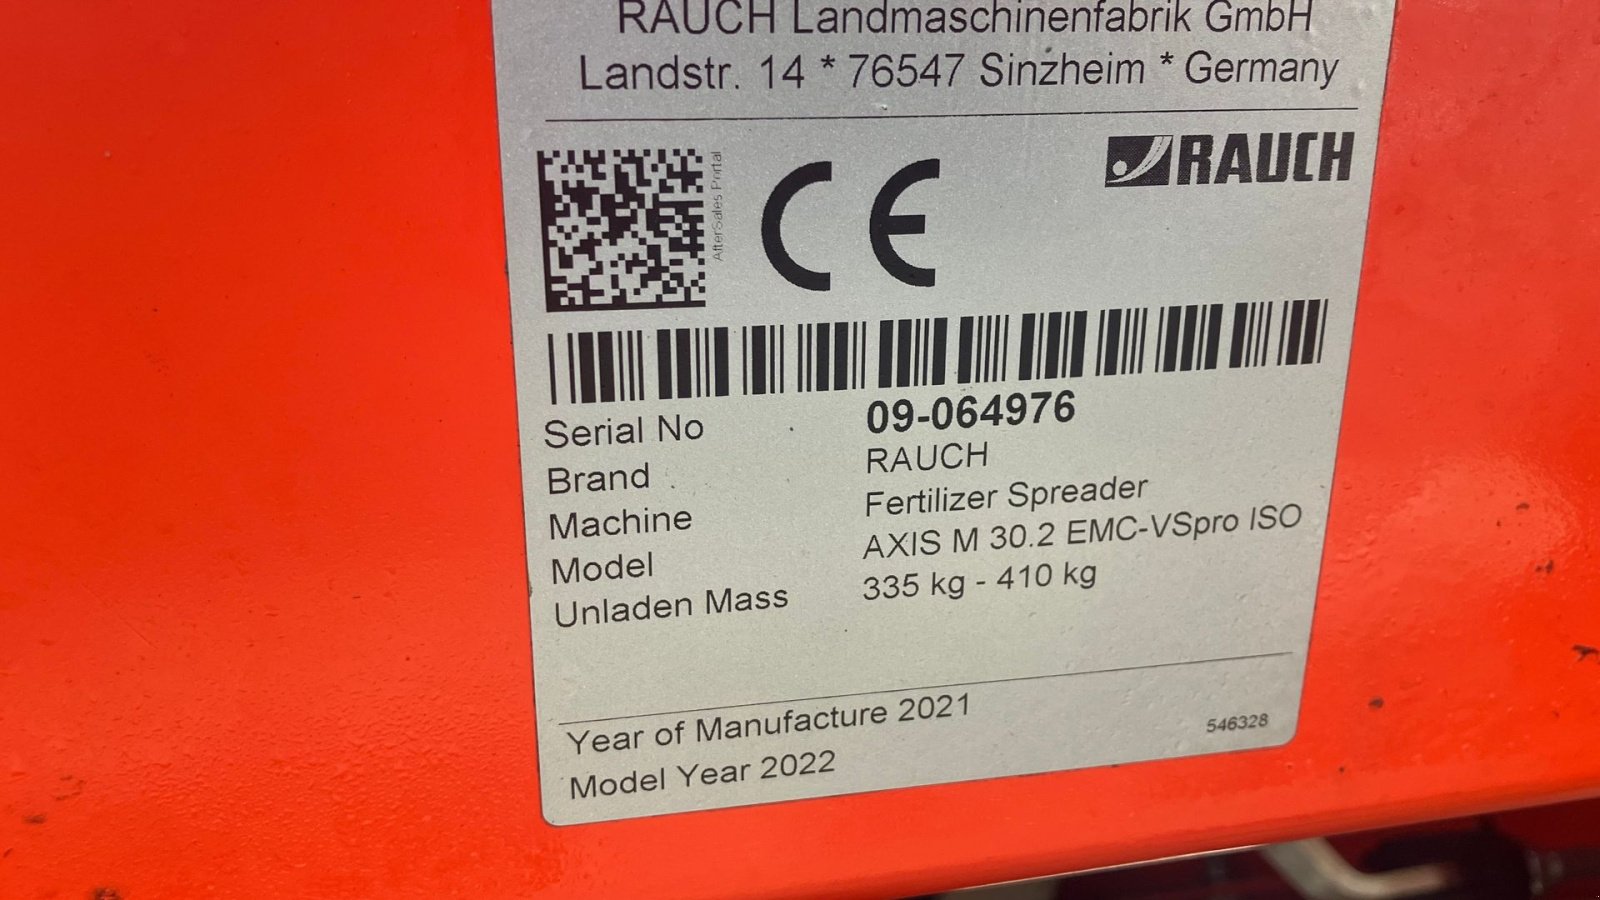 RAUCH Landmaschinenfabrik GmbH
Landstr. 14 * 76547 Sinzheim * Germany
AfterSales Portal
CE
RAUCH
Serial No 09-064976
Brand RAUCH
Machine Fertilizer Spreader
Model AXIS M 30.2 EMC-VSpro ISO
Unladen Mass 335 kg - 410 kg
Year of Manufacture 2021
Model Year 2022
546328